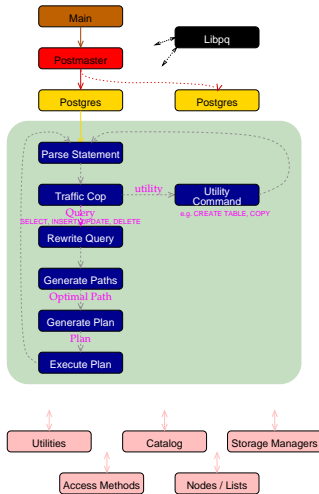 Main
Libpq
Postmaster
Postgres
Postgres
Parse Statement
Traffic Cop
utility
Utility
Command
Query
SELECT, INSERT, UPDATE, DELETE
e.g. CREATE TABLE, COPY
Rewrite Query
Generate Paths
Optimal Path
Generate Plan
Plan
Execute Plan
Utilities
Catalog
Storage Managers
Access Methods
Nodes / Lists